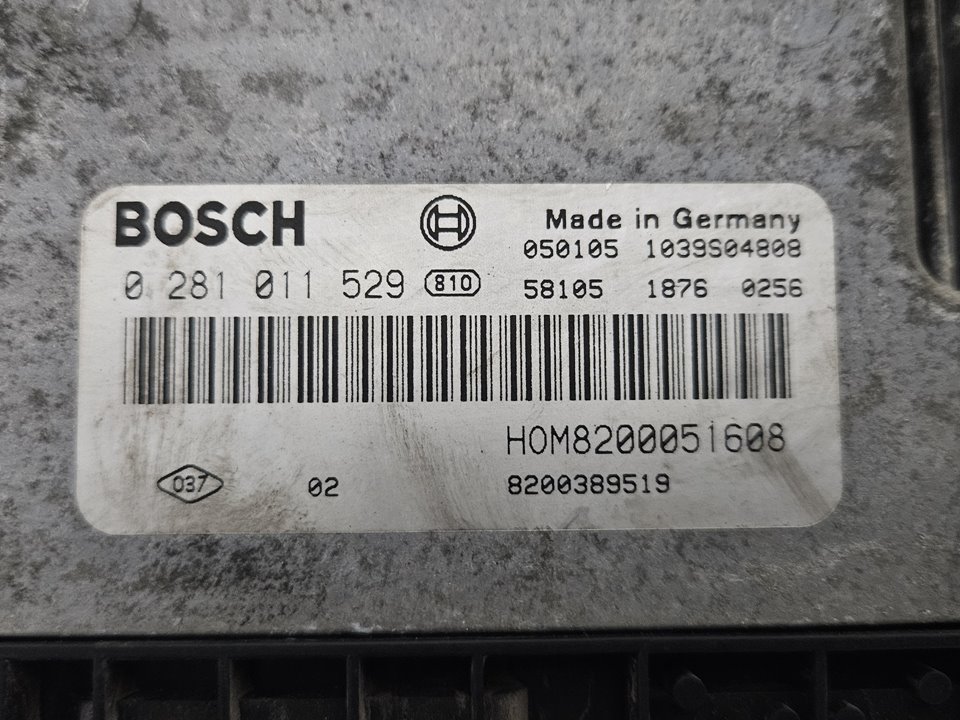 BOSCH
Made in Germany
050105 1039S04808
0 281 011 529 810
58105 1876 0256
HOM8200051608
037 02 8200389519